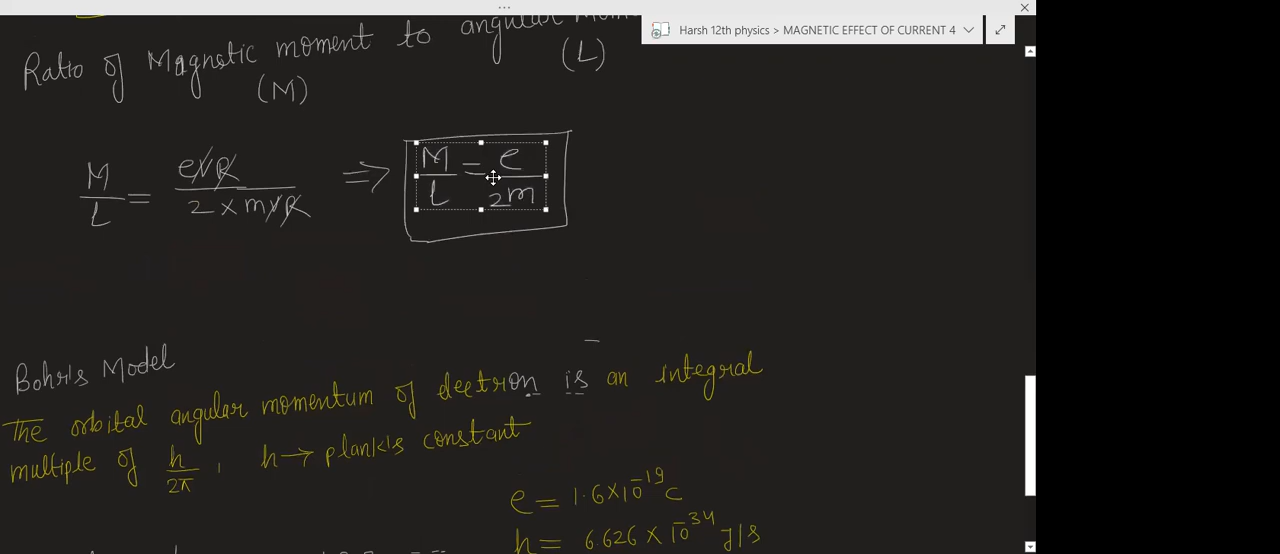 Harsh 12th physics > MAGNETIC EFFECT OF CURRENT 4
Ratio of Magnetic moment to angular
(M) (L)
M/L = evR/2 × mvR ⇒ M/L = e/2m
Bohr's Model
The orbital angular momentum of electron is an integral
multiple of h/2π , h → plank's constant
e = 1.6 × 10^-19 C
h = 6.626 × 10^-34 J/s